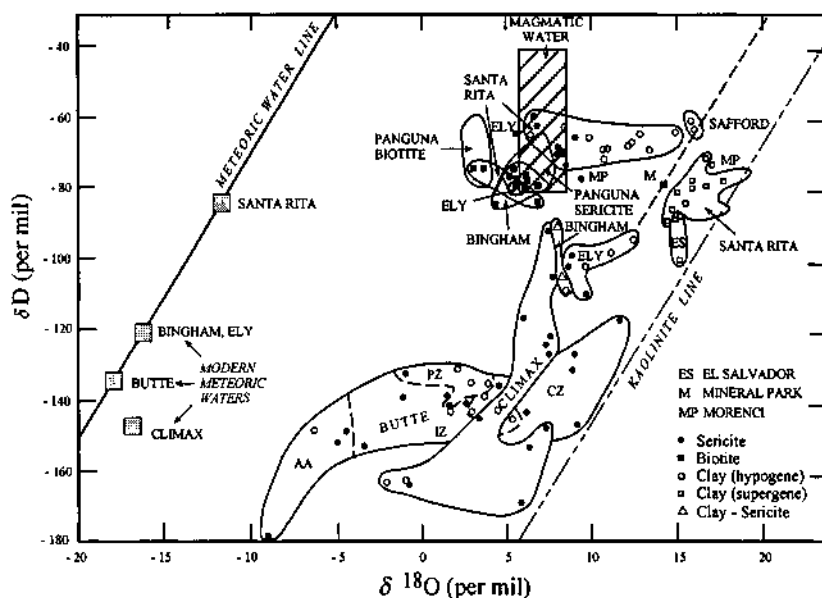 - 40
- 60
- 80
- 100
- 120
- 140
- 160
- 180
δD (per mil)
- 20
- 15
- 10
- 5
0
5
10
15
20
δ 18O (per mil)
METEORIC WATER LINE
SANTA RITA
BINGHAM, ELY
MODERN
METEORIC
WATERS
BUTTE
CLIMAX
MAGMATIC
WATER
SANTA
RITA
ELY
PANGUNA
BIOTITE
ELY
BINGHAM
MP
PANGUNA
SERICITE
BINGHAM
ELY
SAFFORD
M
MP
ES
SANTA RITA
KAOLINITE LINE
PZ
BUTTE
IZ
AA
CLIMAX
CZ
ES EL SALVADOR
M MINERAL PARK
MP MORENCI
Sericite
Biotite
Clay (hypogene)
Clay (supergene)
Clay - Sericite